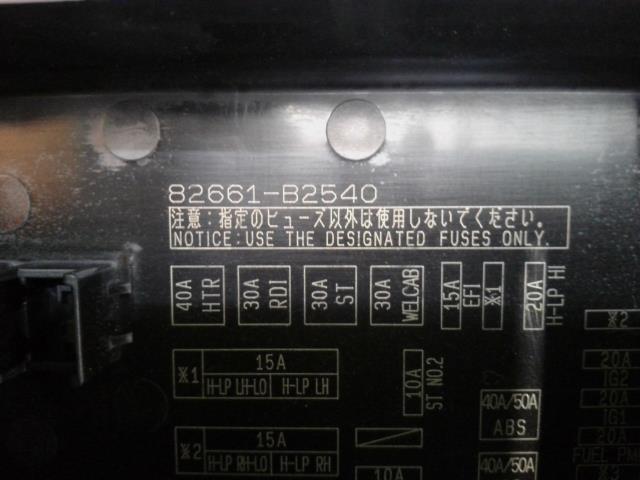 82661-B2540
注意：指定のヒューズ以外は使用しないでください。
NOTICE:USE THE DESIGNATED FUSES ONLY.
40A HTR
30A RDI
30A ST
30A WELCAB
15A EFI
※1
20A H-LP HI
※2
※1
15A
H-LP LH-LO H-LP LH
10A ST NO.2
20A
IG2
20A
IG1
20A
FUEL PM
※3
40A/50A
ABS
※2
15A
H-LP RH-LO H-LP RH
10A
40A/50A